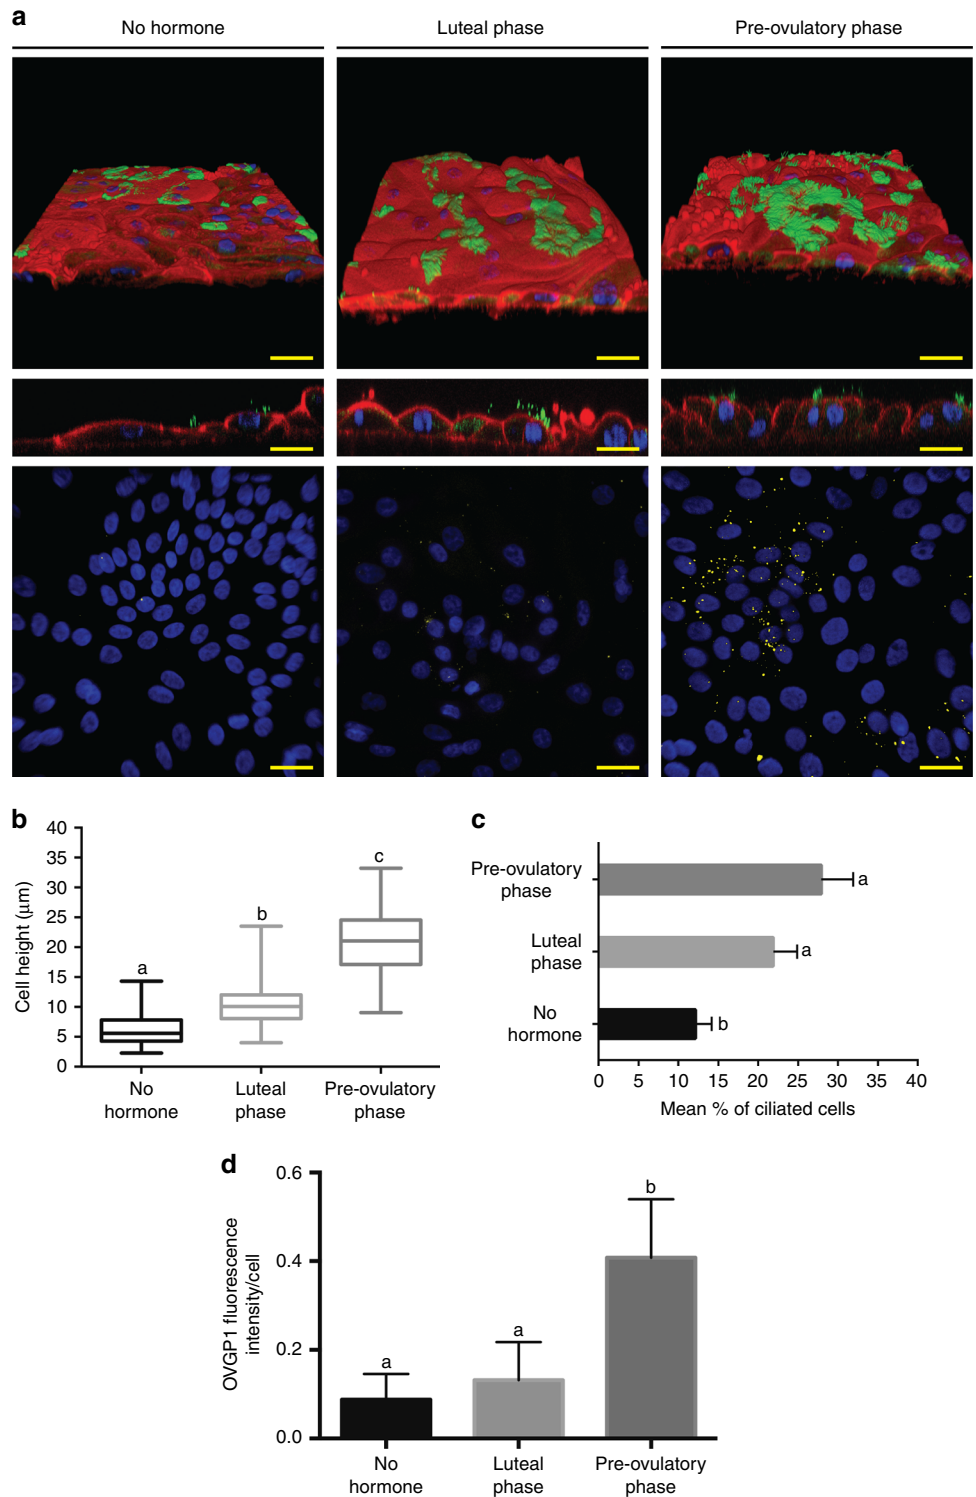 a
No hormone
Luteal phase
Pre-ovulatory phase
b
Cell height (μm)
40
35
30
25
20
15
10
5
0
a
b
c
No
hormone
Luteal
phase
Pre-ovulatory
phase
c
Pre-ovulatory
phase
Luteal
phase
No
hormone
a
a
b
0 5 10 15 20 25 30 35 40
Mean % of ciliated cells
d
OVGP1 fluorescence
intensity/cell
0.6
0.4
0.2
0.0
a
a
b
No
hormone
Luteal
phase
Pre-ovulatory
phase